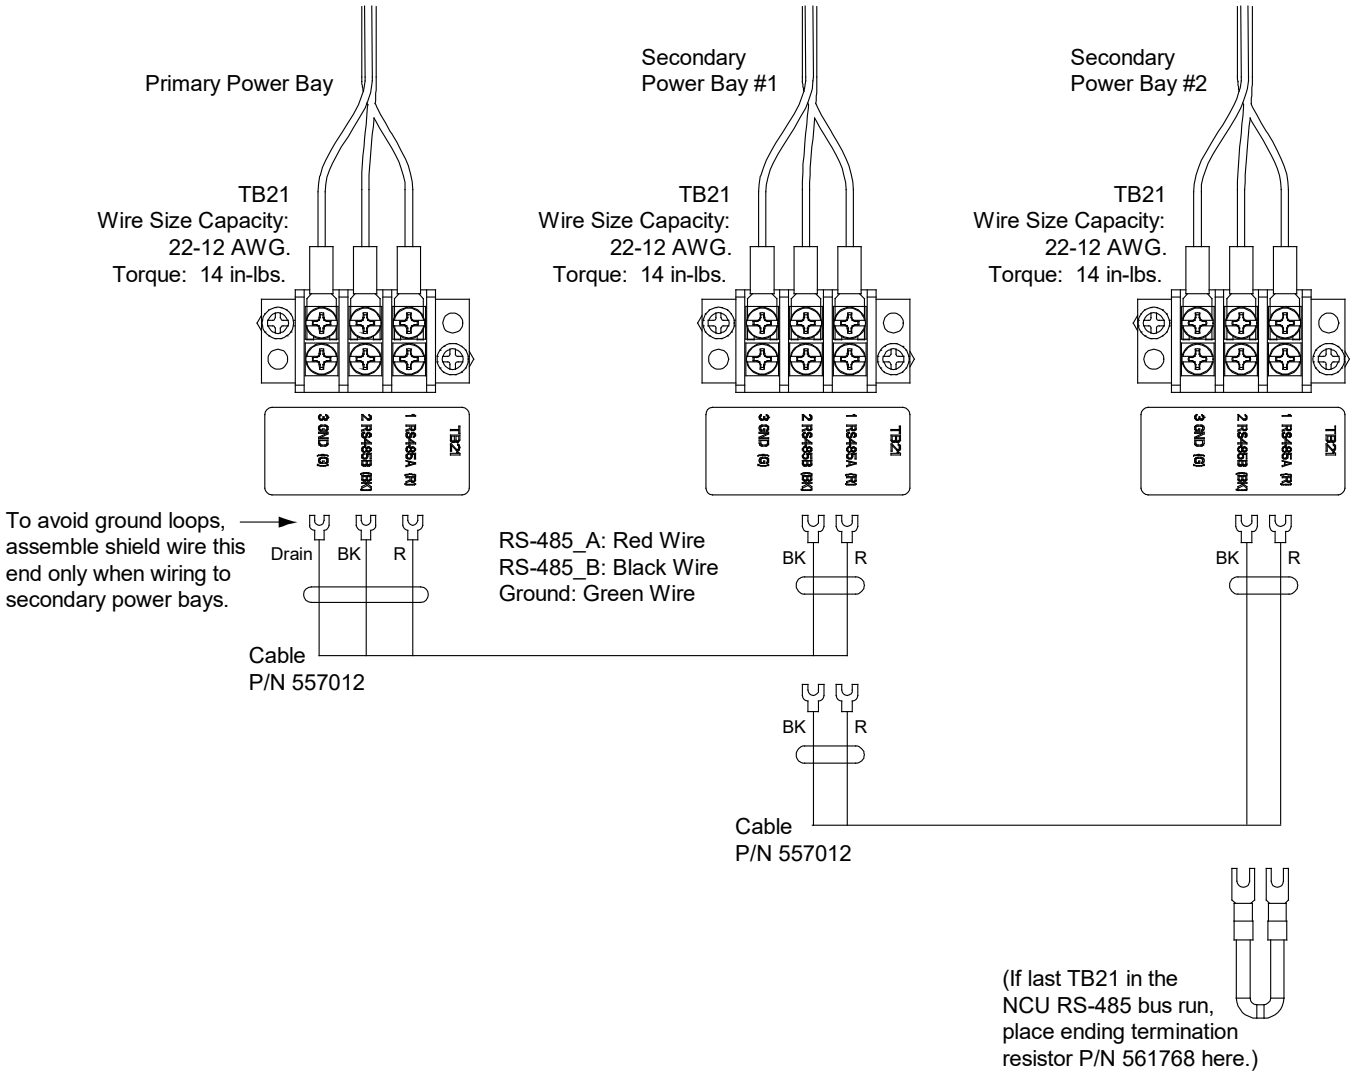 Primary Power Bay
Secondary
Power Bay #1
Secondary
Power Bay #2
TB21
Wire Size Capacity:
22-12 AWG.
Torque: 14 in-lbs.
TB21
Wire Size Capacity:
22-12 AWG.
Torque: 14 in-lbs.
TB21
Wire Size Capacity:
22-12 AWG.
Torque: 14 in-lbs.
TB21
1 RS485A (R)
2 RS485B (BK)
3 GND (G)
TB21
1 RS485A (R)
2 RS485B (BK)
3 GND (G)
TB21
1 RS485A (R)
2 RS485B (BK)
3 GND (G)
To avoid ground loops,
assemble shield wire this
end only when wiring to
secondary power bays.
Drain
BK
R
RS-485_A: Red Wire
RS-485_B: Black Wire
Ground: Green Wire
BK
R
BK
R
Cable
P/N 557012
BK
R
Cable
P/N 557012
(If last TB21 in the
NCU RS-485 bus run,
place ending termination
resistor P/N 561768 here.)